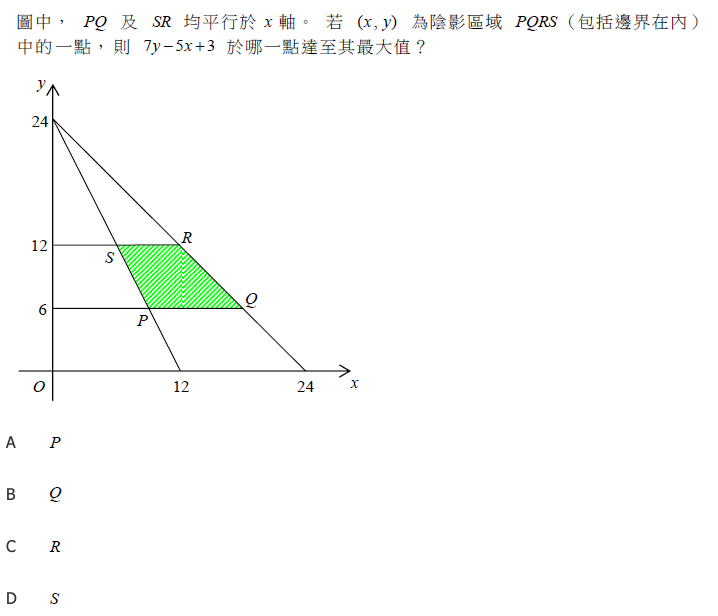 圖中， PQ 及 SR 均平行於 x 軸。 若 (x, y) 為陰影區域 PQRS（包括邊界在內）
中的一點，則 7y−5x+3 於哪一點達至其最大值？
y
24
12
R
S
6
Q
P
O
12
24
x
A P
B Q
C R
D S